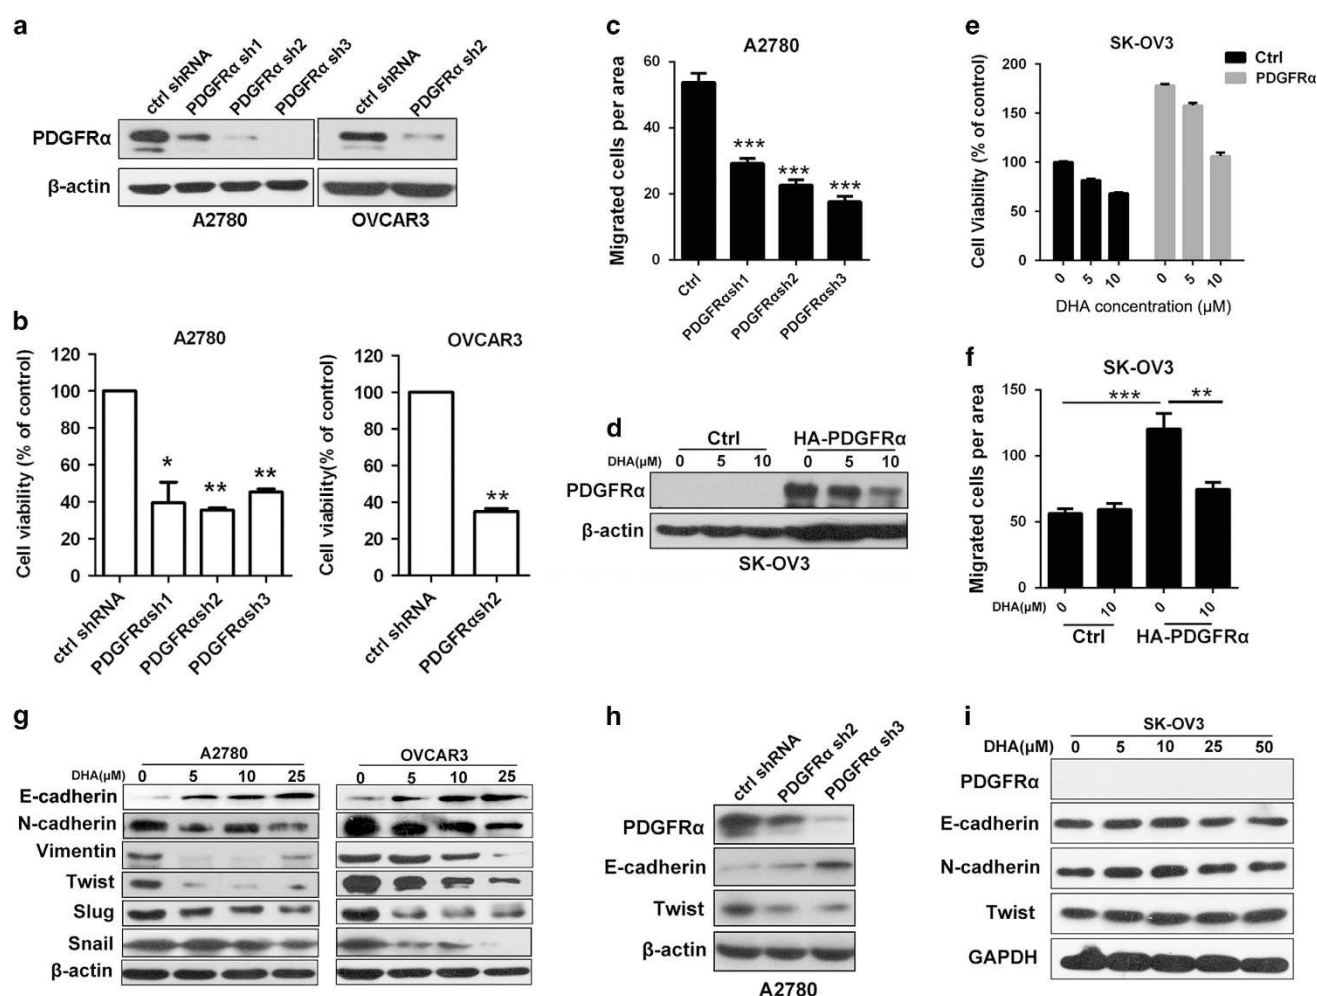 a
ctrl shRNA
PDGFRα sh1
PDGFRα sh2
PDGFRα sh3
ctrl shRNA
PDGFRα sh2
PDGFRα
β-actin
A2780
OVCAR3
b
A2780
Cell viability (% of control)
120
100
80
60
40
20
0
*
**
**
ctrl shRNA
PDGFRαsh1
PDGFRαsh2
PDGFRαsh3
OVCAR3
Cell viability(% of control)
120
100
80
60
40
20
0
**
ctrl shRNA
PDGFRαsh2
c
A2780
Migrated cells per area
60
40
20
0
***
***
***
Ctrl
PDGFRαsh1
PDGFRαsh2
PDGFRαsh3
d
Ctrl
HA-PDGFRα
DHA(μM) 0 5 10 0 5 10
PDGFRα
β-actin
SK-OV3
e
SK-OV3
Ctrl
PDGFRα
Cell Viability (% of control)
200
150
100
50
0
0 5 10 0 5 10
DHA concentration (μM)
f
SK-OV3
Migrated cells per area
150
100
50
0
*** **
DHA(μM) 0 10 0 10
Ctrl HA-PDGFRα
g
A2780 OVCAR3
DHA(μM) 0 5 10 25 0 5 10 25
E-cadherin
N-cadherin
Vimentin
Twist
Slug
Snail
β-actin
h
ctrl shRNA
PDGFRα sh2
PDGFRα sh3
PDGFRα
E-cadherin
Twist
β-actin
A2780
i
SK-OV3
DHA(μM) 0 5 10 25 50
PDGFRα
E-cadherin
N-cadherin
Twist
GAPDH